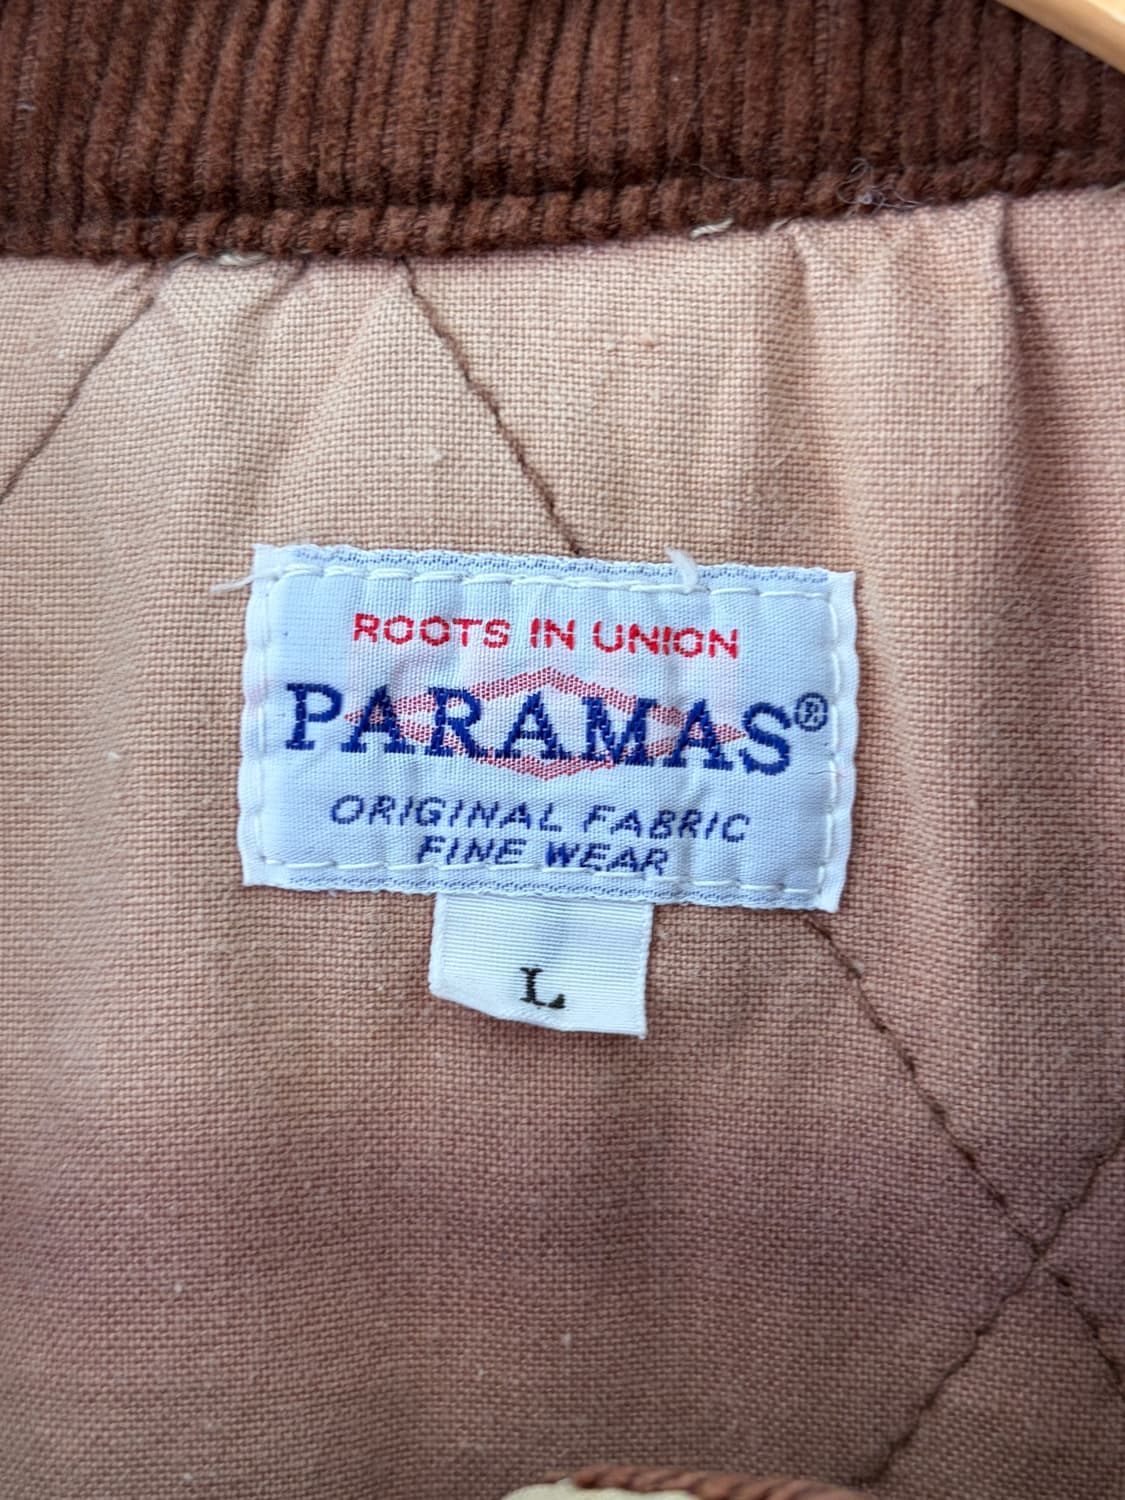 ROOTS IN UNION
PARAMAS®
ORIGINAL FABRIC
FINE WEAR
L